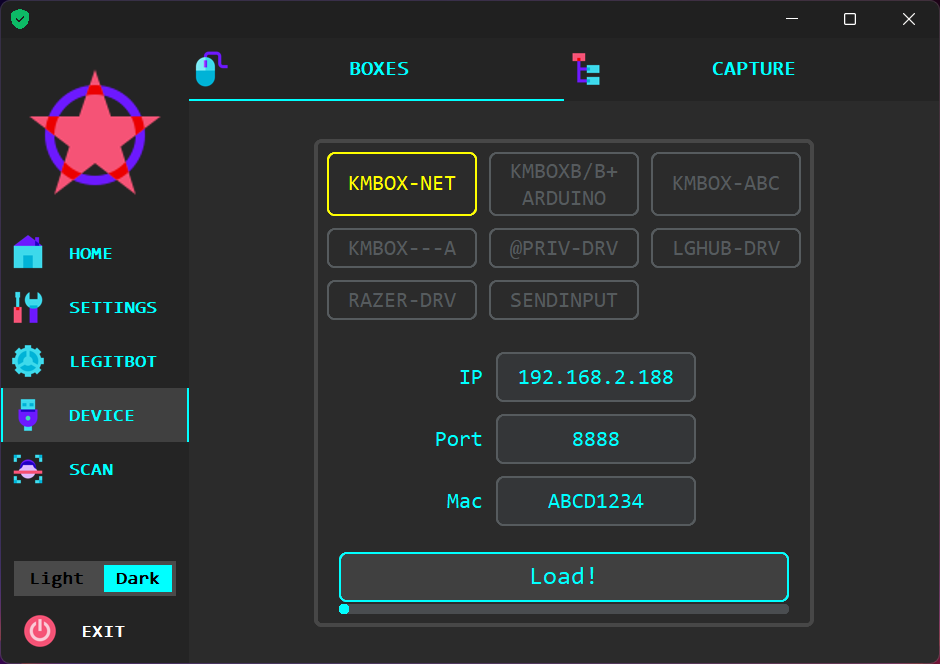 BOXES
CAPTURE
HOME
SETTINGS
LEGITBOT
DEVICE
SCAN
Light
Dark
EXIT
KMBOX-NET
KMBOXB/B+
ARDUINO
KMBOX-ABC
KMBOX---A
@PRIV-DRV
LGHUB-DRV
RAZER-DRV
SENDINPUT
IP
192.168.2.188
Port
8888
Mac
ABCD1234
Load!